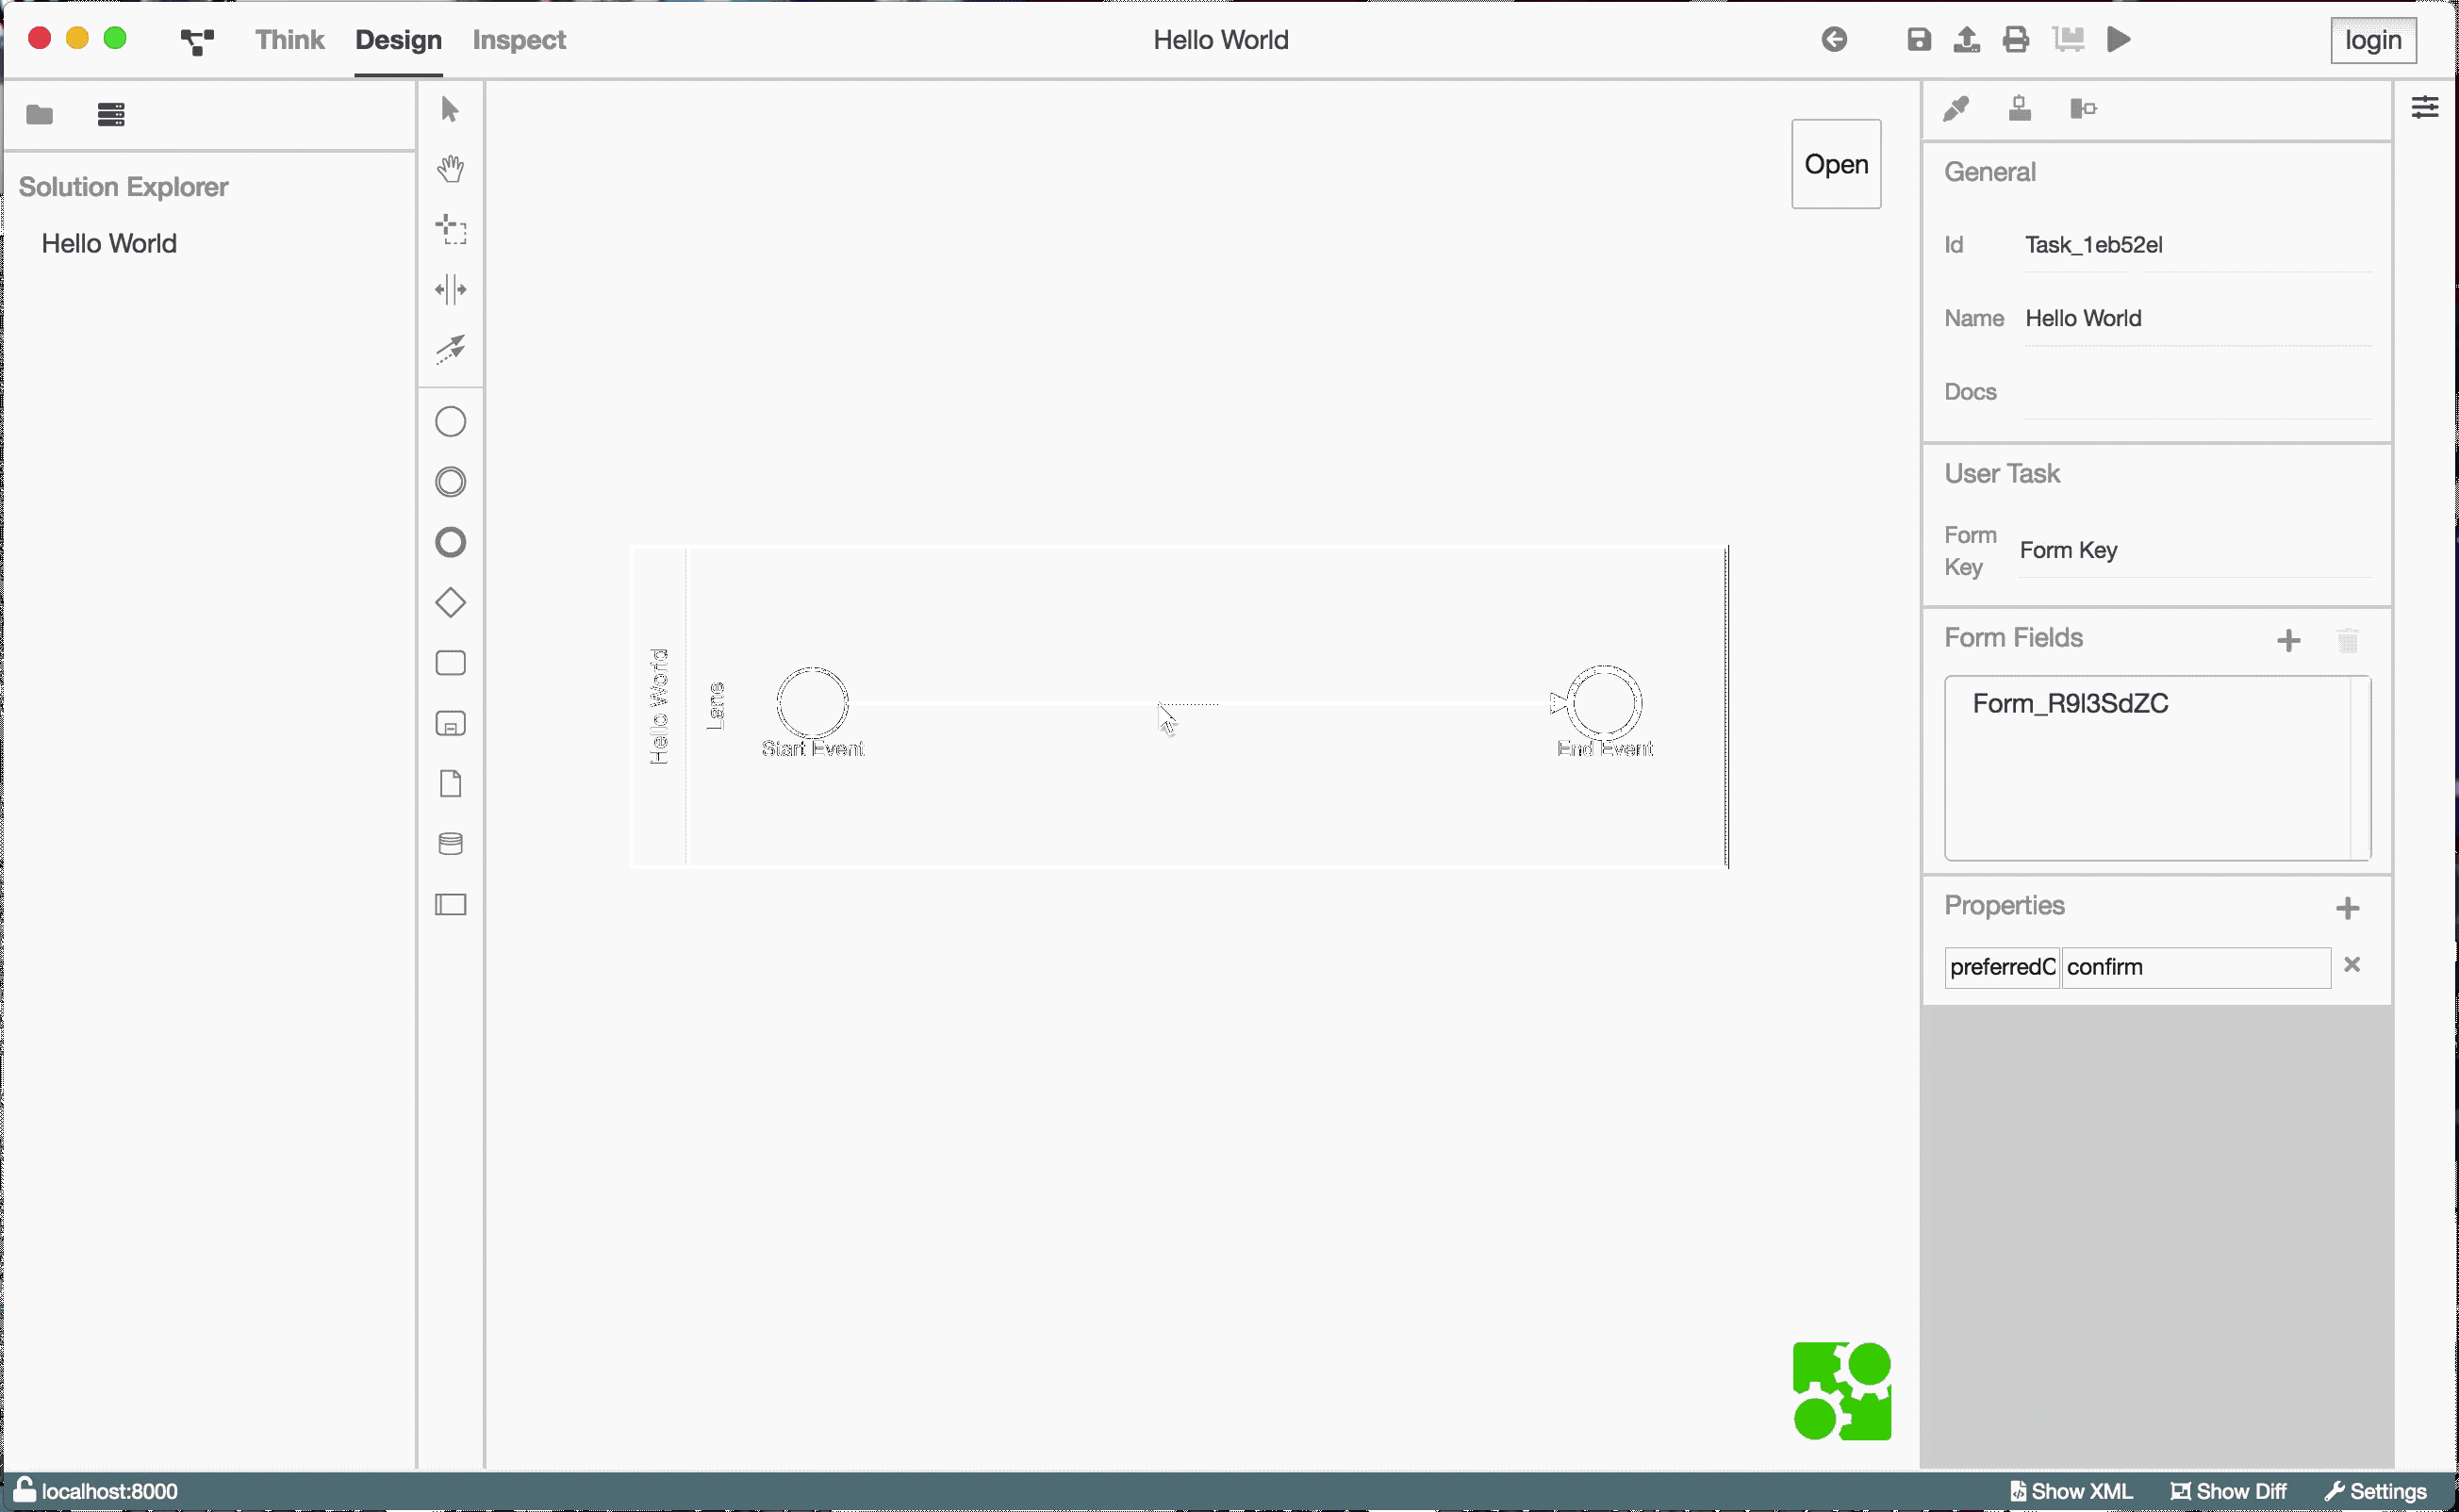 Think Design Inspect
Hello World
login
Solution Explorer
Hello World
Open
Hello World
Lane
Start Event
End Event
General
Id Task_1eb52el
Name Hello World
Docs
User Task
Form Key Form Key
Form Fields
Form_R9I3SdZC
Properties
preferredC confirm
localhost:8000
Show XML Show Diff Settings